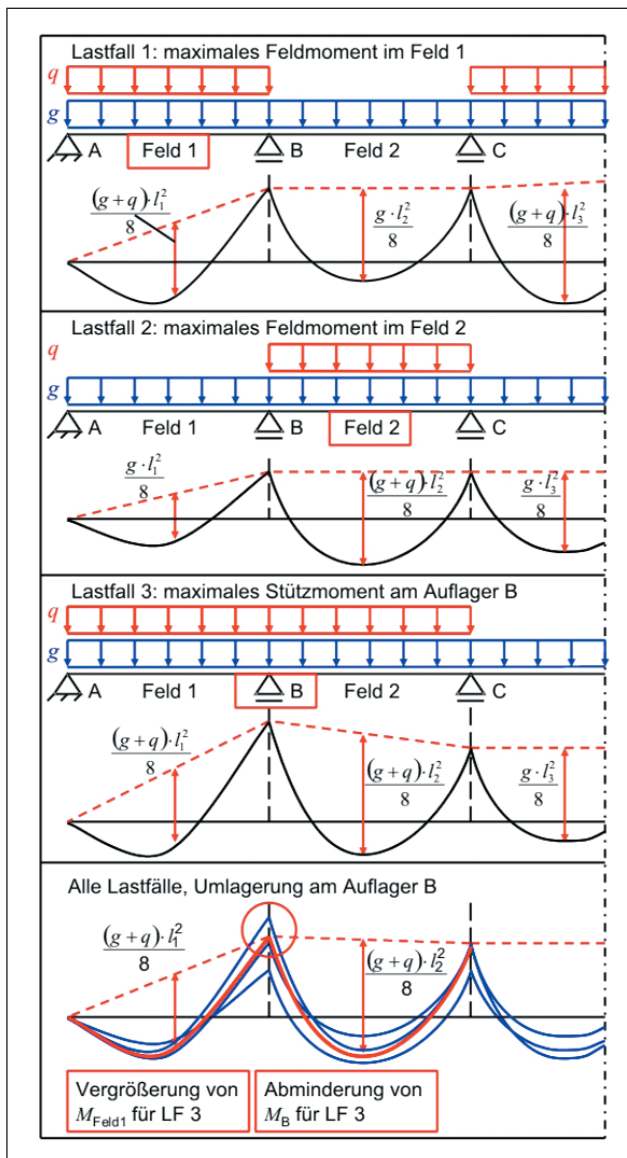 Lastfall 1: maximales Feldmoment im Feld 1
q
g
A Feld 1 B Feld 2 C
(g+q)·l₁²/8 g·l₂²/8 (g+q)·l₃²/8
Lastfall 2: maximales Feldmoment im Feld 2
q
g
A Feld 1 B Feld 2 C
g·l₁²/8 (g+q)·l₂²/8 g·l₃²/8
Lastfall 3: maximales Stützmoment am Auflager B
q
g
A Feld 1 B Feld 2 C
(g+q)·l₁²/8 (g+q)·l₂²/8 g·l₃²/8
Alle Lastfälle, Umlagerung am Auflager B
(g+q)·l₁²/8 (g+q)·l₂²/8
Vergrößerung von
M_Feld1 für LF 3
Abminderung von
M_B für LF 3